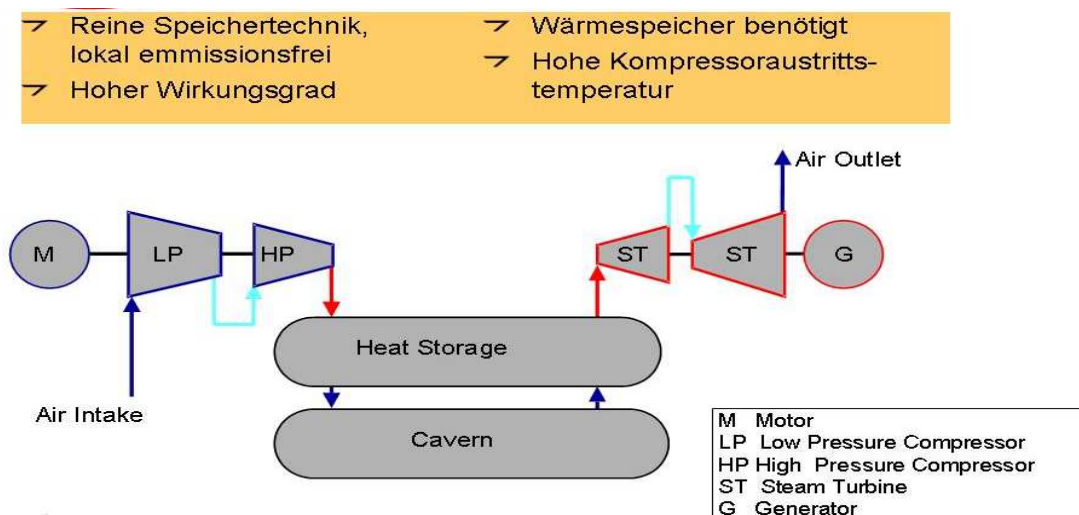 Reine Speichertechnik,
lokal emmissionsfrei
Hoher Wirkungsgrad
Wärmespeicher benötigt
Hohe Kompressoraustritts-
temperatur
Air Outlet
M
LP
HP
ST
ST
G
Heat Storage
Air Intake
Cavern
M Motor
LP Low Pressure Compressor
HP High Pressure Compressor
ST Steam Turbine
G Generator